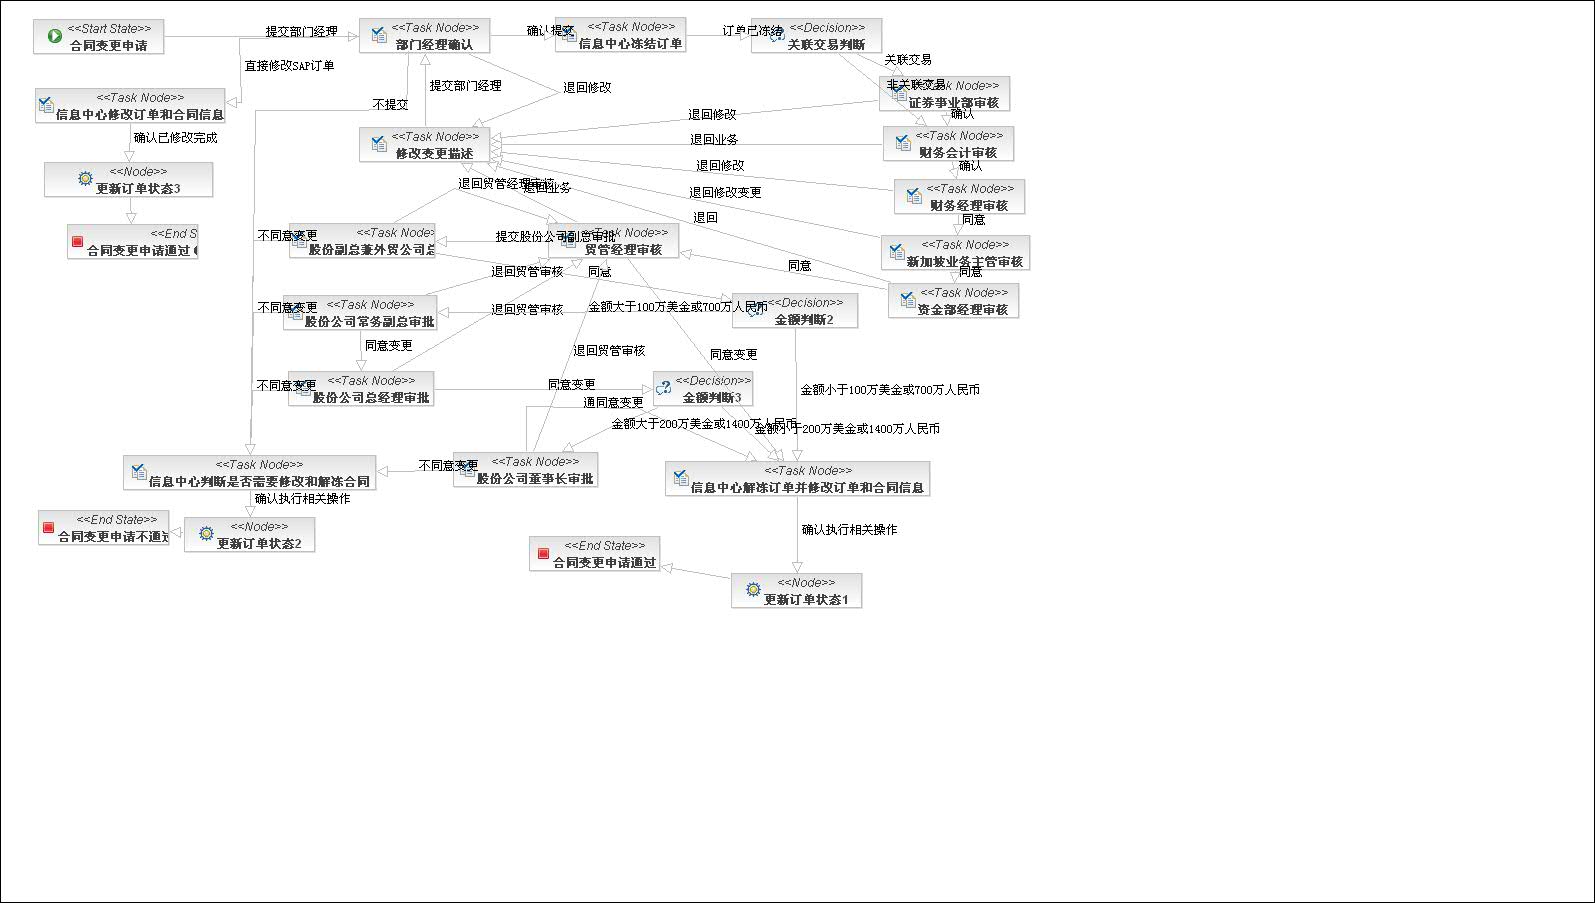 <<Start State>>
合同变更申请
提交部门经理
<<Task Node>>
部门经理确认
确认提交
<<Task Node>>
信息中心冻结订单
订单已冻结
<<Decision>>
关联交易判断
关联交易
直接修改SAP订单
提交部门经理
退回修改
非关联交易
<<Task Node>>
信息中心修改订单和合同信息
不提交
证券事业部审核
退回修改
确认
确认已修改完成
<<Task Node>>
修改变更描述
退回业务
<<Task Node>>
财务会计审核
退回修改
确认
<<Node>>
更新订单状态3
退回贸管经理审核
退回业务
退回修改变更
<<Task Node>>
财务经理审核
退回
同意
<<End S
合同变更申请通过
不同意变更
<<Task Node>
股份副总兼外贸公司总
提交股份公司副总审批
Task Node>>
贸管经理审核
<<Task Node>>
新加坡业务主管审核
同意
同意
退回贸管审核
同意
<<Task Node>>
资金部经理审核
不同意变更
<<Task Node>>
股份公司常务副总审批
退回贸管审核
金额大于100万美金或700万人民币
<<Decision>>
金额判断2
同意变更
退回贸管审核
同意变更
不同意变更
<<Task Node>>
股份公司总经理审批
同意变更
<<Decision>>
金额判断3
金额小于100万美金或700万人民币
通同意变更
金额大于200万美金或1400万人民币
金额小于200万美金或1400万人民币
<<Task Node>>
信息中心判断是否需要修改和解冻合同
不同意变更
<<Task Node>>
股份公司董事长审批
<<Task Node>>
信息中心解冻订单并修改订单和合同信息
确认执行相关操作
<<End State>>
合同变更申请不通过
<<Node>>
更新订单状态2
确认执行相关操作
<<End State>>
合同变更申请通过
<<Node>>
更新订单状态1